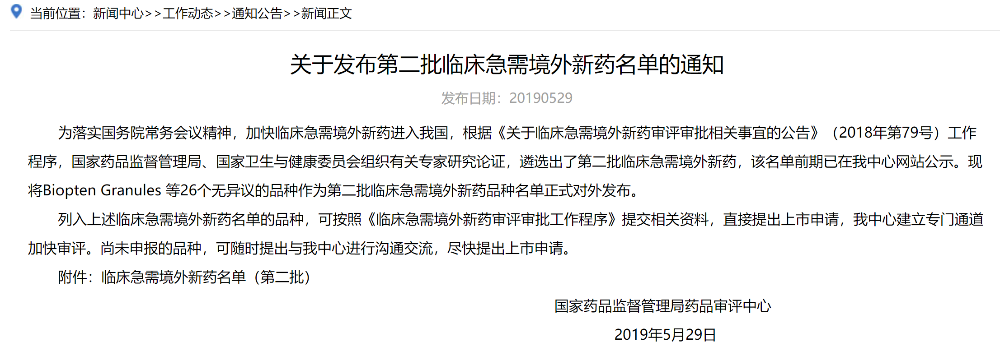 当前位置：新闻中心>>工作动态>>通知公告>>新闻正文
关于发布第二批临床急需境外新药名单的通知
发布日期：20190529
为落实国务院常务会议精神，加快临床急需境外新药进入我国，根据《关于临床急需境外新药审评审批相关事宜的公告》（2018年第79号）工作
程序，国家药品监督管理局、国家卫生与健康委员会组织有关专家研究论证，遴选出了第二批临床急需境外新药，该名单前期已在我中心网站公示。现
将Biopten Granules 等26个无异议的品种作为第二批临床急需境外新药品种名单正式对外发布。
列入上述临床急需境外新药名单的品种，可按照《临床急需境外新药审评审批工作程序》提交相关资料，直接提出上市申请，我中心建立专门通道
加快审评。尚未申报的品种，可随时提出与我中心进行沟通交流，尽快提出上市申请。
附件：临床急需境外新药名单（第二批）
国家药品监督管理局药品审评中心
2019年5月29日